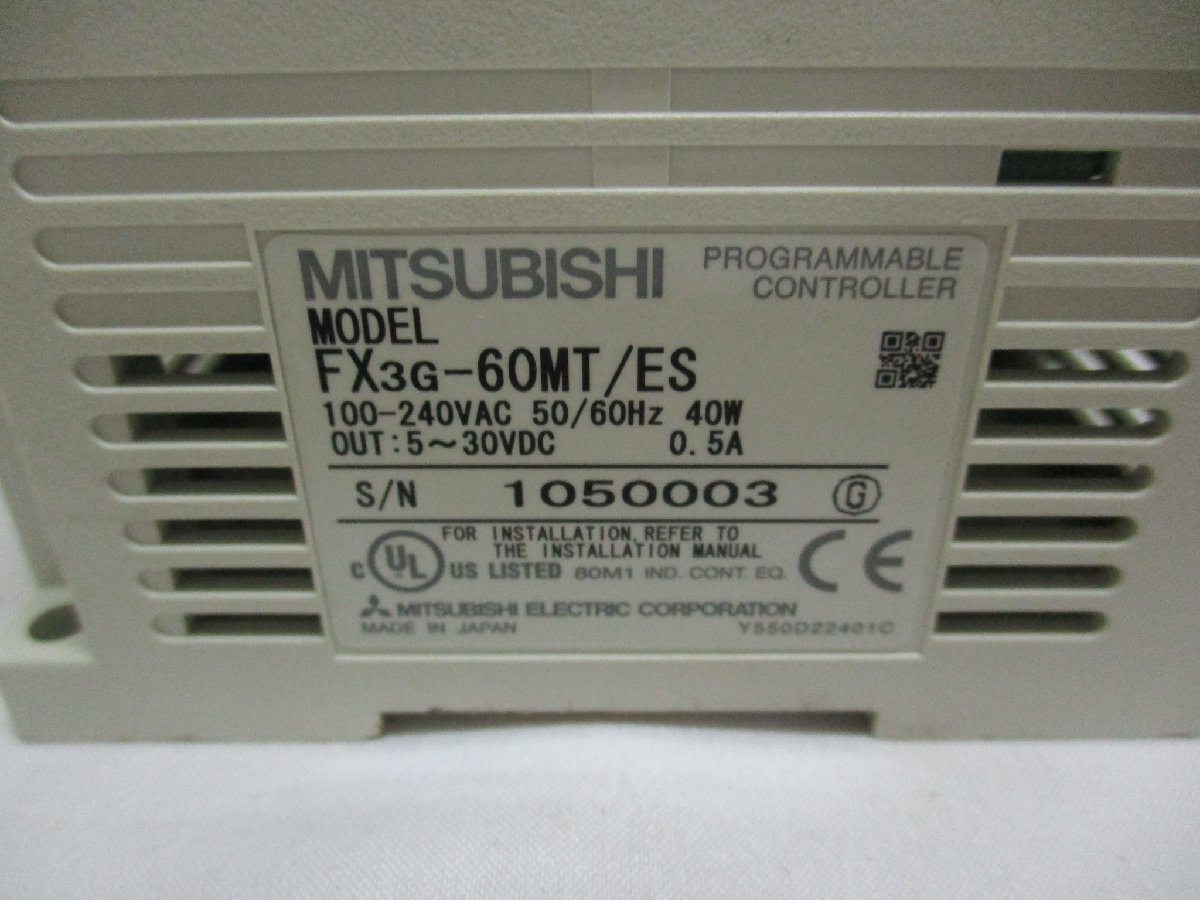 MITSUBISHI
PROGRAMMABLE
CONTROLLER
MODEL
FX3G-60MT/ES
100-240VAC 50/60Hz 40W
OUT:5～30VDC 0.5A
S/N 1050003 G
FOR INSTALLATION, REFER TO
THE INSTALLATION MANUAL
C UL US LISTED 80M1 IND. CONT. EQ.
CE
MITSUBISHI ELECTRIC CORPORATION
MADE IN JAPAN Y550D22401C